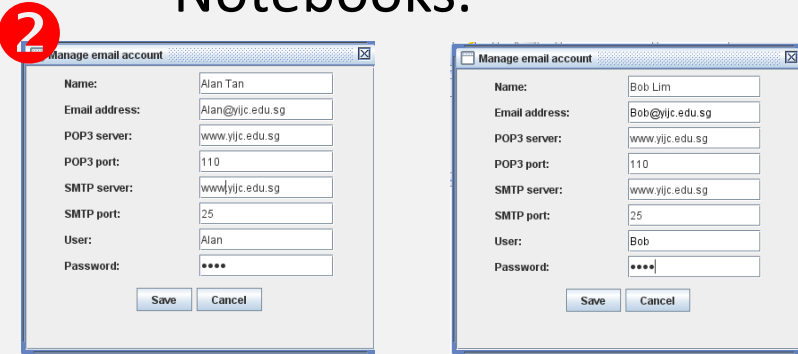 Notebooks:
2
Manage email account
Name: Alan Tan
Email address: Alan@yijc.edu.sg
POP3 server: www.yijc.edu.sg
POP3 port: 110
SMTP server: www.yijc.edu.sg
SMTP port: 25
User: Alan
Password: ••••
Save Cancel
Manage email account
Name: Bob Lim
Email address: Bob@yijc.edu.sg
POP3 server: www.yijc.edu.sg
POP3 port: 110
SMTP server: www.yijc.edu.sg
SMTP port: 25
User: Bob
Password: ••••
Save Cancel